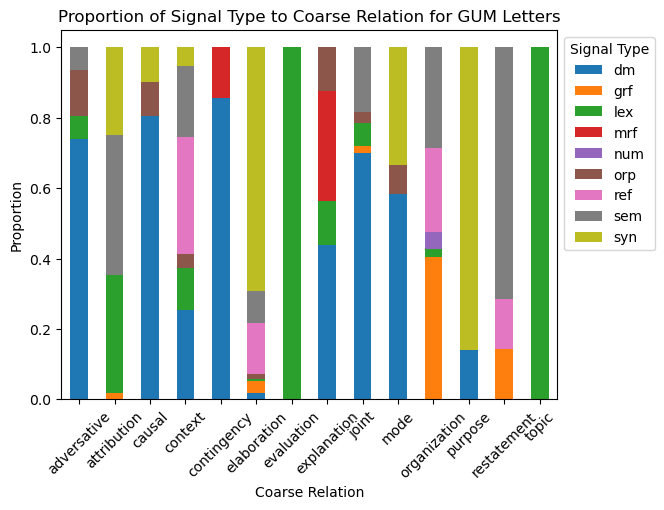 Proportion of Signal Type to Coarse Relation for GUM Letters
Signal Type
dm
grf
lex
mrf
num
orp
ref
sem
syn
Proportion
1.0
0.8
0.6
0.4
0.2
0.0
adversative
attribution
causal
context
contingency
elaboration
evaluation
explanation
joint
mode
organization
purpose
restatement
topic
Coarse Relation